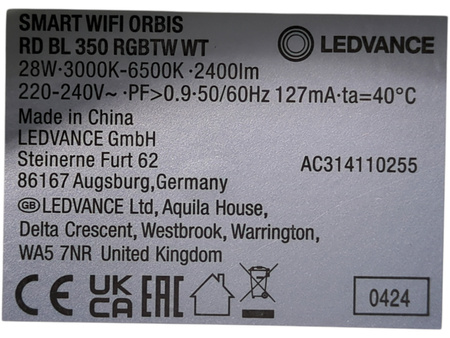 SMART WIFI ORBIS
RD BL 350 RGBTW WT
LEDVANCE
28W·3000K-6500K·2400lm
220-240V~·PF>0.9·50/60Hz 127mA·ta=40°C
Made in China
LEDVANCE GmbH
Steinerne Furt 62
AC314110255
86167 Augsburg,Germany
GB LEDVANCE Ltd, Aquila House,
Delta Crescent, Westbrook, Warrington,
WA5 7NR United Kingdom
CE UK CA EAC 0424